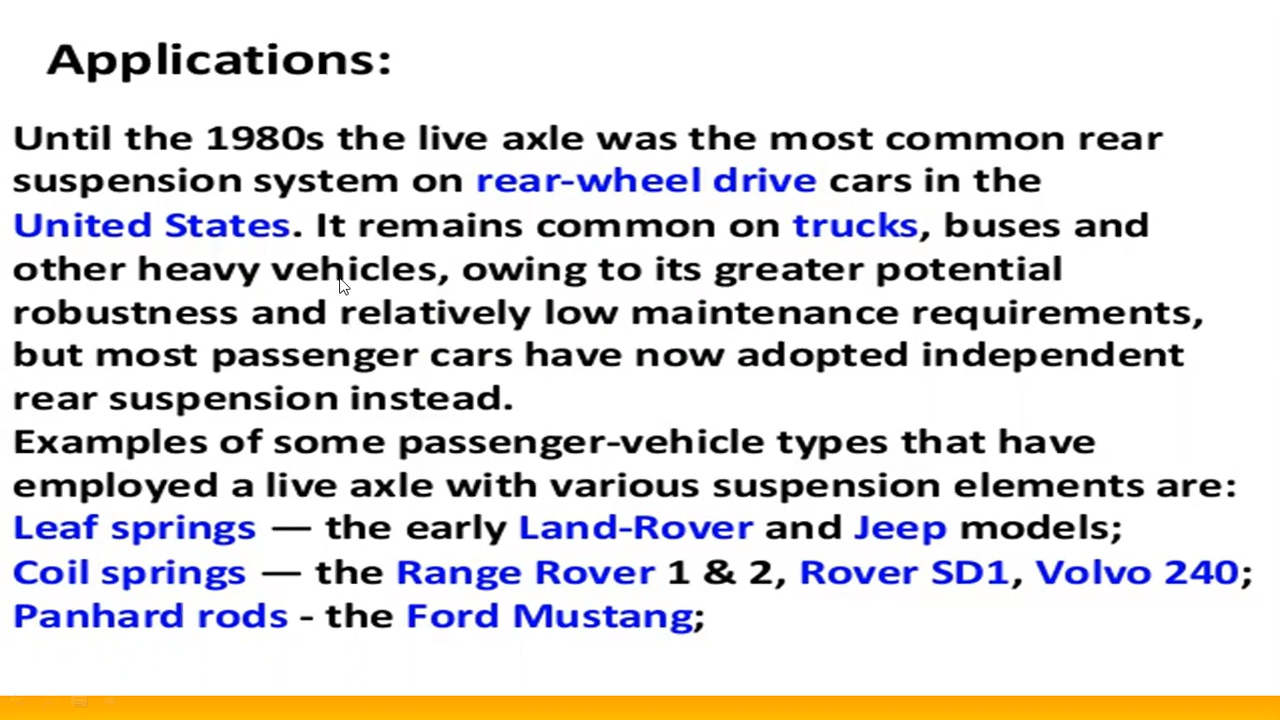 Applications:
Until the 1980s the live axle was the most common rear
suspension system on rear-wheel drive cars in the
United States. It remains common on trucks, buses and
other heavy vehicles, owing to its greater potential
robustness and relatively low maintenance requirements,
but most passenger cars have now adopted independent
rear suspension instead.
Examples of some passenger-vehicle types that have
employed a live axle with various suspension elements are:
Leaf springs — the early Land-Rover and Jeep models;
Coil springs — the Range Rover 1 & 2, Rover SD1, Volvo 240;
Panhard rods - the Ford Mustang;